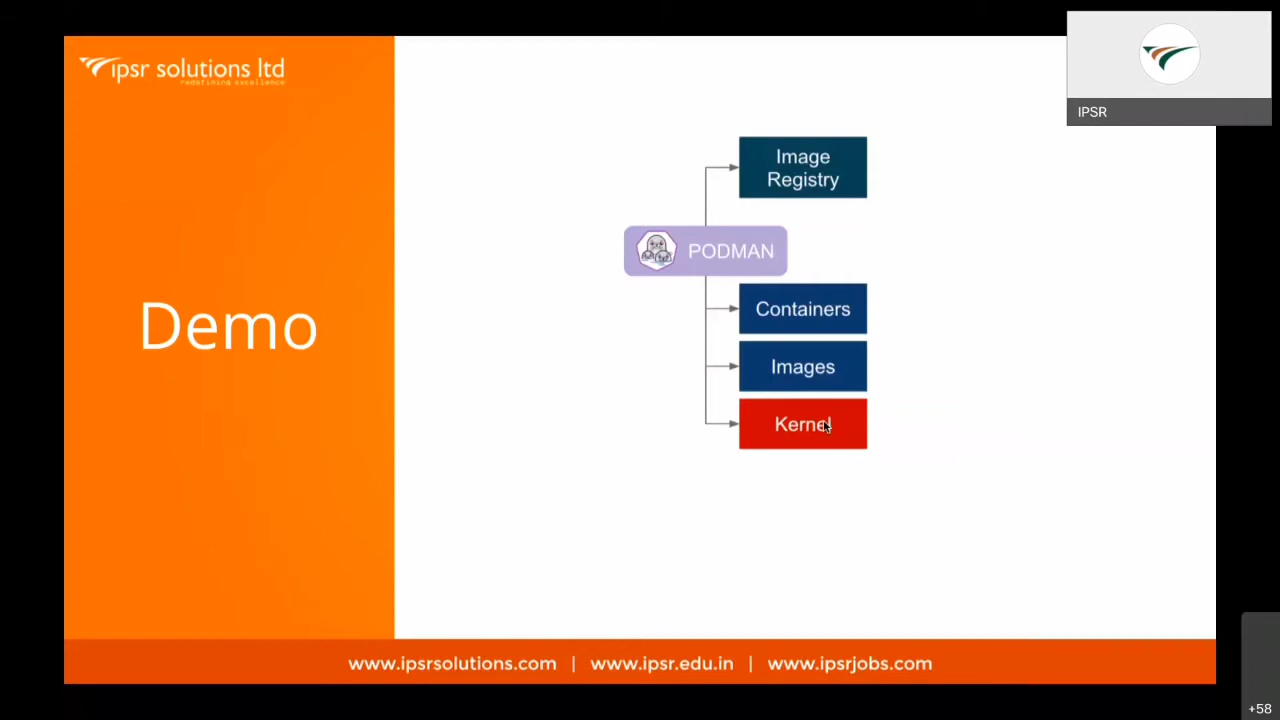 ipsr solutions ltd
redefining excellence
IPSR
Image
Registry
PODMAN
Containers
Images
Kernel
Demo
www.ipsrsolutions.com | www.ipsr.edu.in | www.ipsrjobs.com
+58